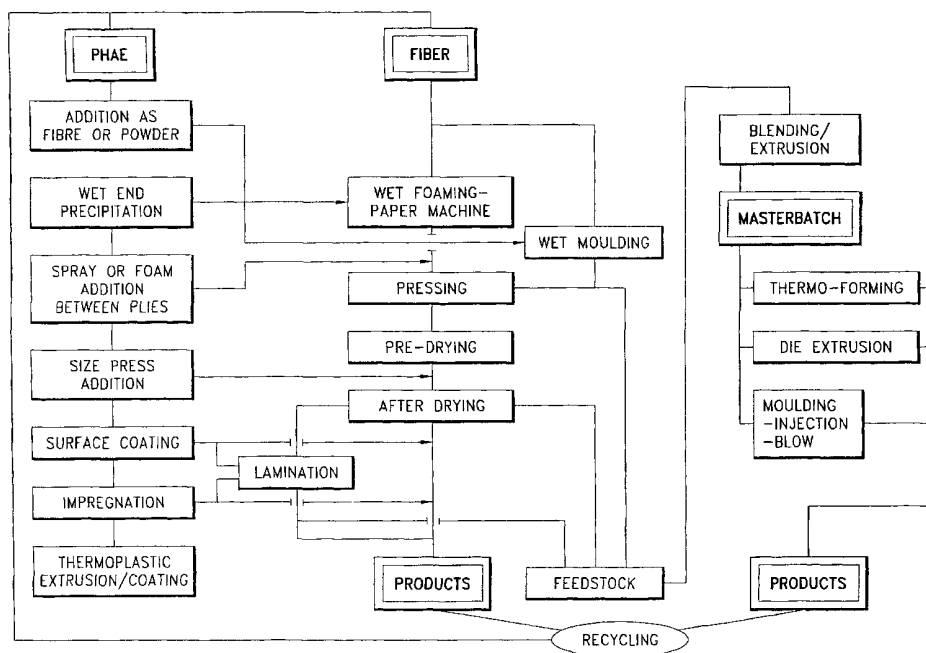 PHAE
FIBER
ADDITION AS
FIBRE OR POWDER
BLENDING/
EXTRUSION
WET END
PRECIPITATION
WET FOAMING-
PAPER MACHINE
MASTERBATCH
WET MOULDING
SPRAY OR FOAM
ADDITION
BETWEEN PLIES
PRESSING
THERMO-FORMING
PRE-DRYING
DIE EXTRUSION
SIZE PRESS
ADDITION
AFTER DRYING
MOULDING
-INJECTION
-BLOW
SURFACE COATING
LAMINATION
IMPREGNATION
THERMOPLASTIC
EXTRUSION/COATING
PRODUCTS
FEEDSTOCK
PRODUCTS
RECYCLING